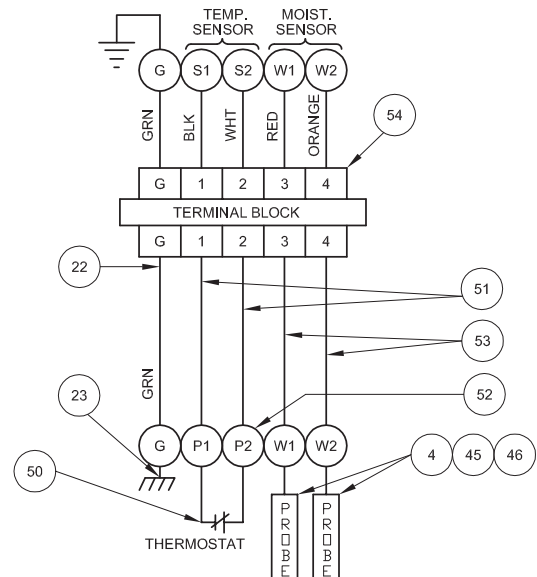 TEMP. SENSOR
MOIST. SENSOR
G S1 S2 W1 W2
GRN BLK WHT RED ORANGE
54
G 1 2 3 4
TERMINAL BLOCK
G 1 2 3 4
22
51
53
GRN
23
52
G P1 P2 W1 W2
50
4 45 46
THERMOSTAT
PROBE
PROBE